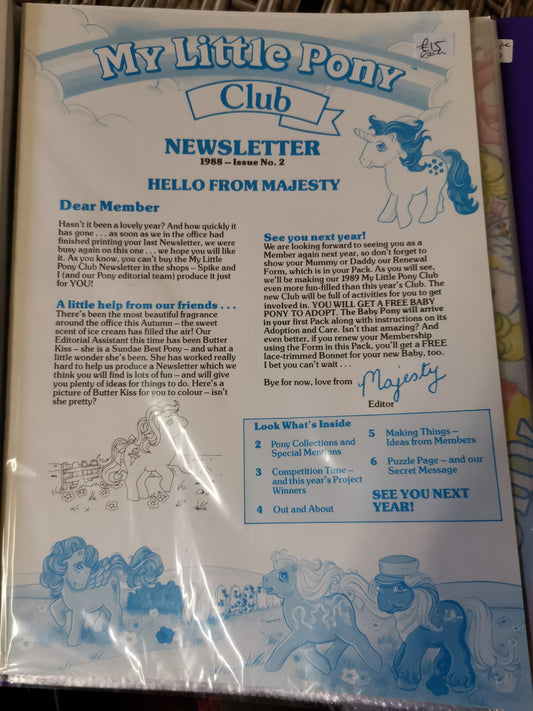 My Little Pony
TM
Club
£15
each
NEWSLETTER
1988 – Issue No. 2
HELLO FROM MAJESTY
Dear Member
Hasn't it been a lovely year? And how quickly it
has gone . . . as soon as we in the office had
finished printing your last Newsletter, we were
busy again on this one . . . we hope you will like
it. As you know, you can't buy the My Little
Pony Club Newsletter in the shops – Spike and
I (and our Pony editorial team) produce it just
for YOU!
A little help from our friends . . .
There's been the most beautiful fragrance
around the office this Autumn – the sweet
scent of ice cream has filled the air! Our
Editorial Assistant this time has been Butter
Kiss – she is a Sundae Best Pony – and what a
little wonder she's been. She has worked really
hard to help us produce a Newsletter which we
think you will find is lots of fun – and will give
you plenty of ideas for things to do. Here's a
picture of Butter Kiss for you to colour – isn't
she pretty?
See you next year!
We are looking forward to seeing you as a
Member again next year, so don't forget to
show your Mummy or Daddy our Renewal
Form, which is in your Pack. As you will see,
we'll be making our 1989 My Little Pony Club
even more fun-filled than this year's Club. The
new Club will be full of activities for you to get
involved in. YOU WILL GET A FREE BABY
PONY TO ADOPT. The Baby Pony will arrive
in your first Pack along with instructions on its
Adoption and Care. Isn't that amazing? And
even better, if you renew your Membership
using the Form in this Pack, you'll get a FREE
lace-trimmed Bonnet for your new Baby, too.
I bet you can't wait . . .
Bye for now, love from Majesty
Editor
Look What's Inside
2 Pony Collections and
Special Mentions
3 Competition Time –
and this year's Project
Winners
4 Out and About
5 Making Things –
Ideas from Members
6 Puzzle Page – and our
Secret Message
SEE YOU NEXT
YEAR!